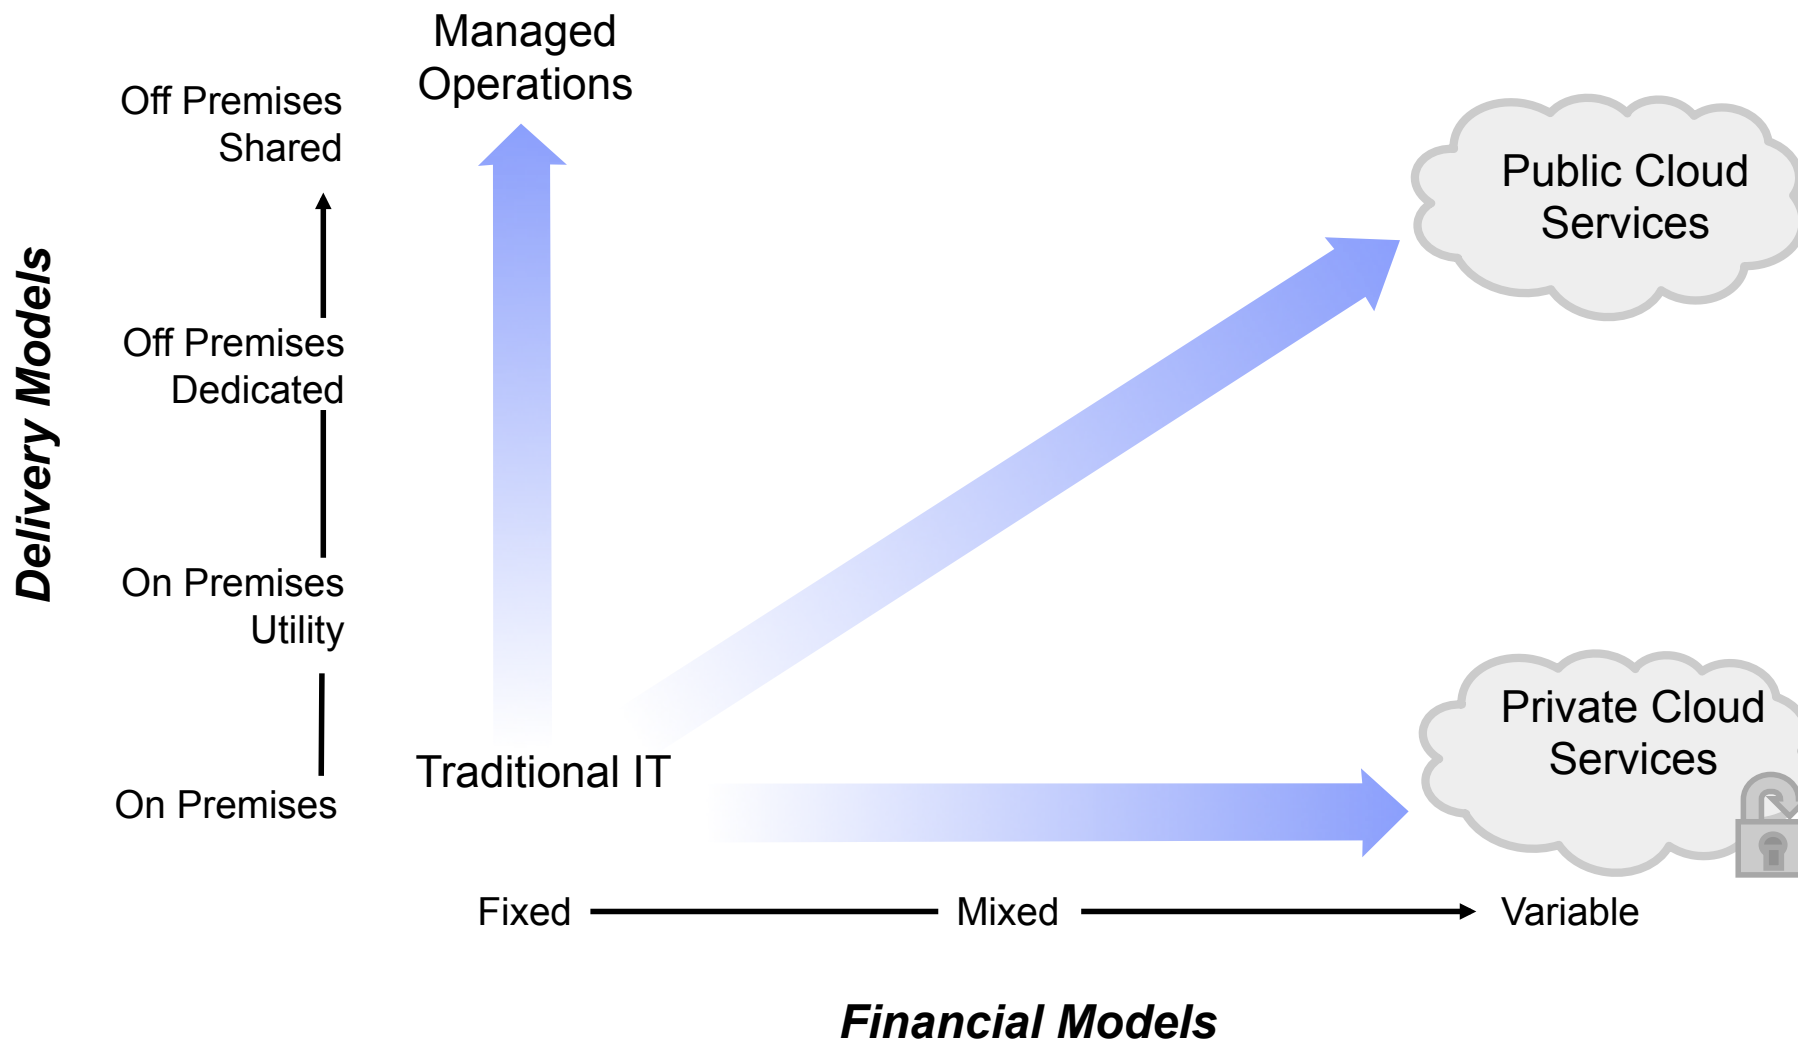 Managed
Operations
Off Premises
Shared
Public Cloud
Services
Delivery Models
Off Premises
Dedicated
On Premises
Utility
Private Cloud
Services
Traditional IT
On Premises
Fixed
Mixed
Variable
Financial Models